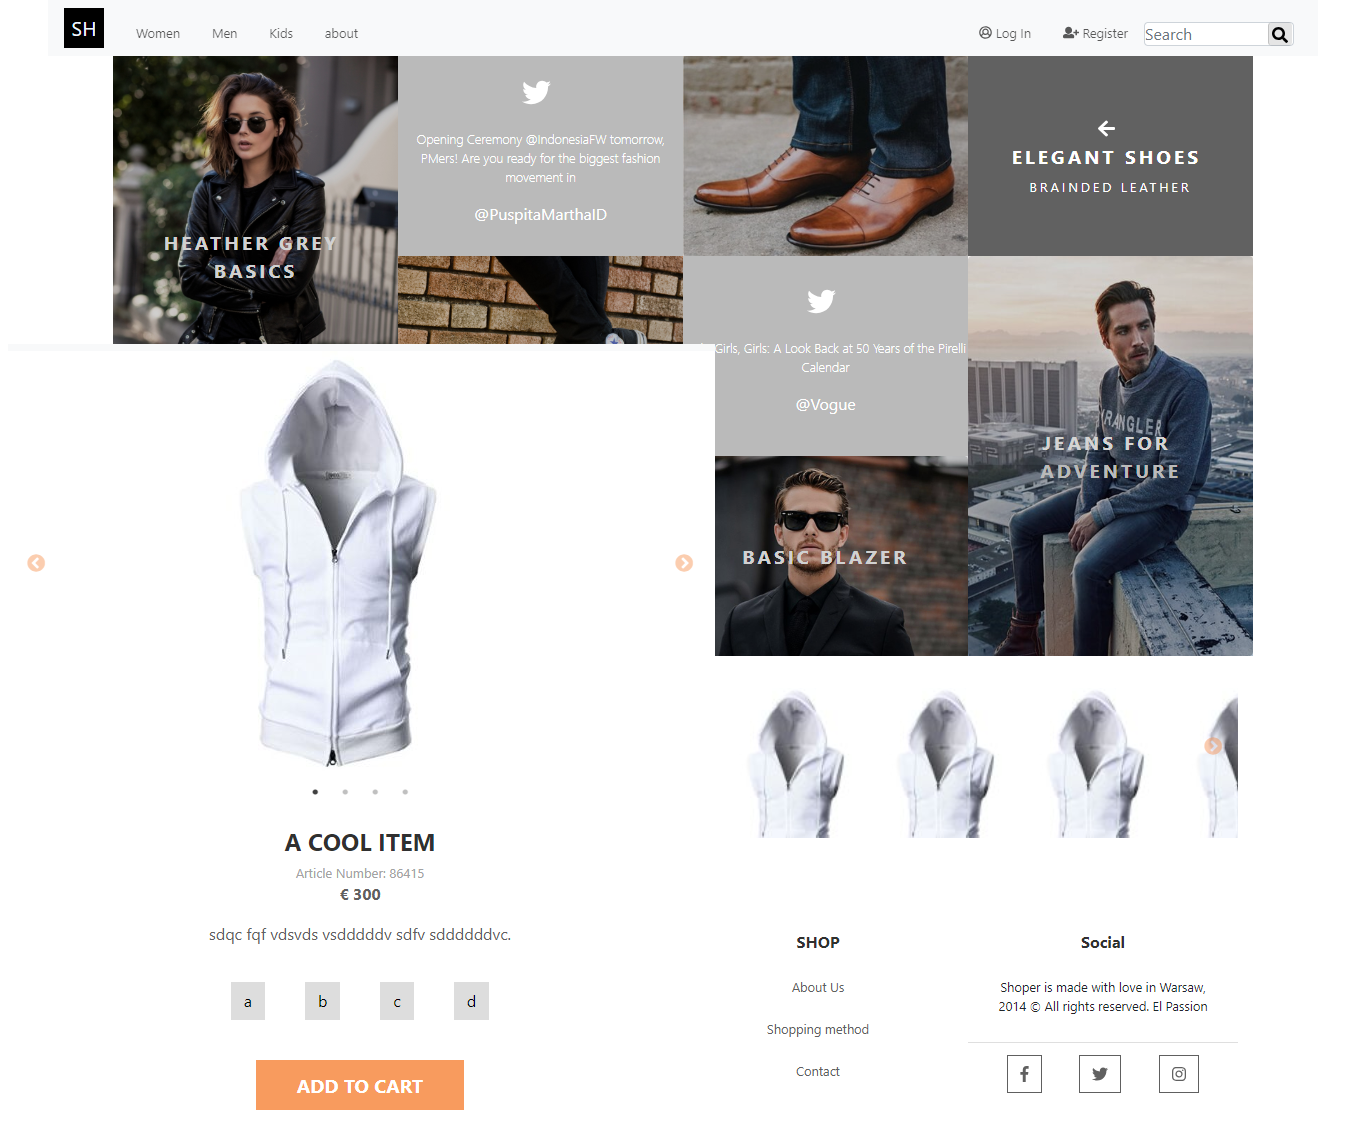 SH
Women
Men
Kids
about
Log In
Register
Search
HEATHER GREY
BASICS
Opening Ceremony @IndonesiaFW tomorrow,
PMers! Are you ready for the biggest fashion
movement in
@PuspitaMarthaID
ELEGANT SHOES
BRAINDED LEATHER
Girls, Girls: A Look Back at 50 Years of the Pirelli
Calendar
@Vogue
WRANGLER
JEANS FOR
ADVENTURE
BASIC BLAZER
A COOL ITEM
Article Number: 86415
€ 300
sdqc fqf vdsvds vsdddddv sdfv sddddddvc.
a
b
c
d
ADD TO CART
SHOP
About Us
Shopping method
Contact
Social
Shoper is made with love in Warsaw,
2014 © All rights reserved. El Passion